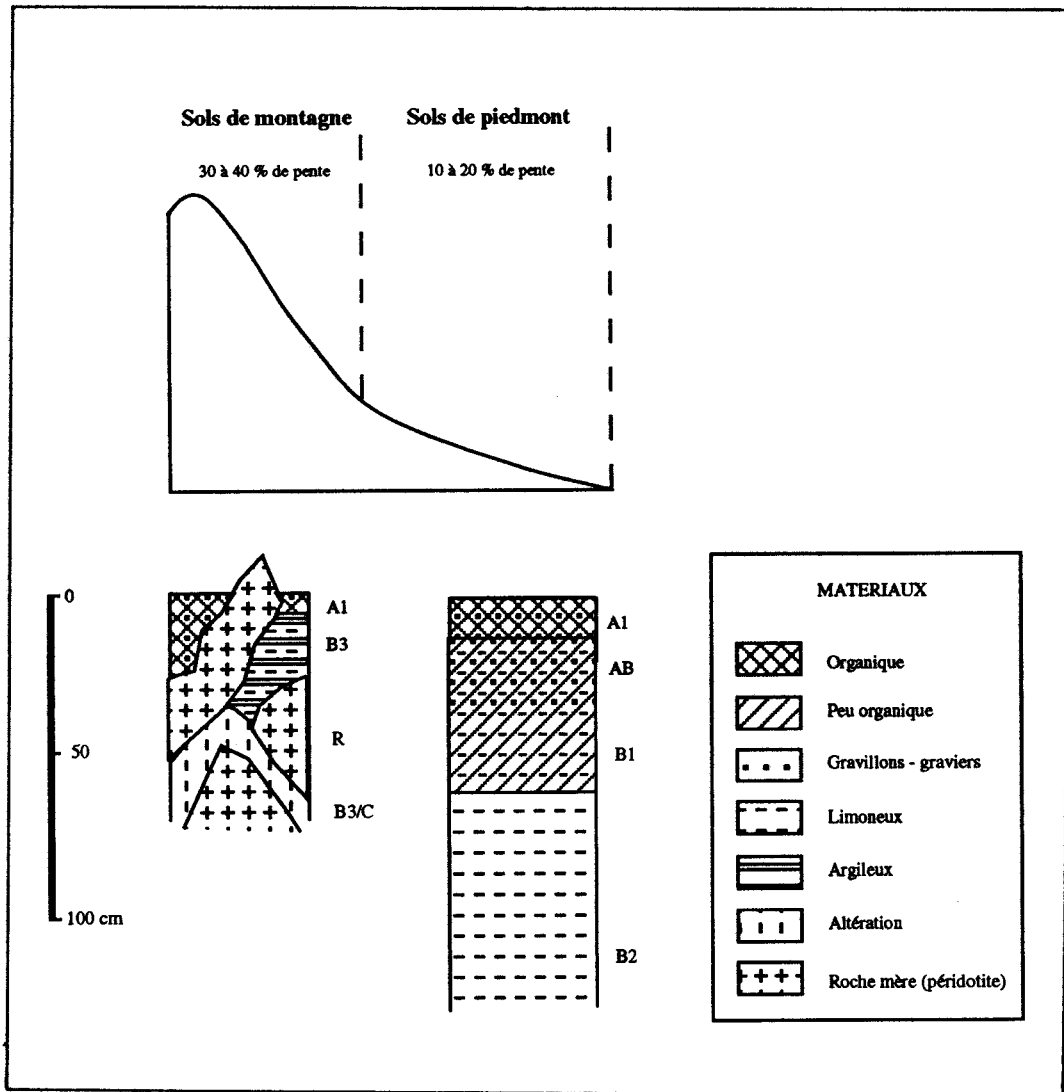 Sols de montagne
Sols de piedmont
30 à 40 % de pente
10 à 20 % de pente
0
50
100 cm
A1
B3
R
B3/C
A1
AB
B1
B2
MATERIAUX
Organique
Peu organique
Gravillons - graviers
Limoneux
Argileux
Altération
Roche mère (péridotite)